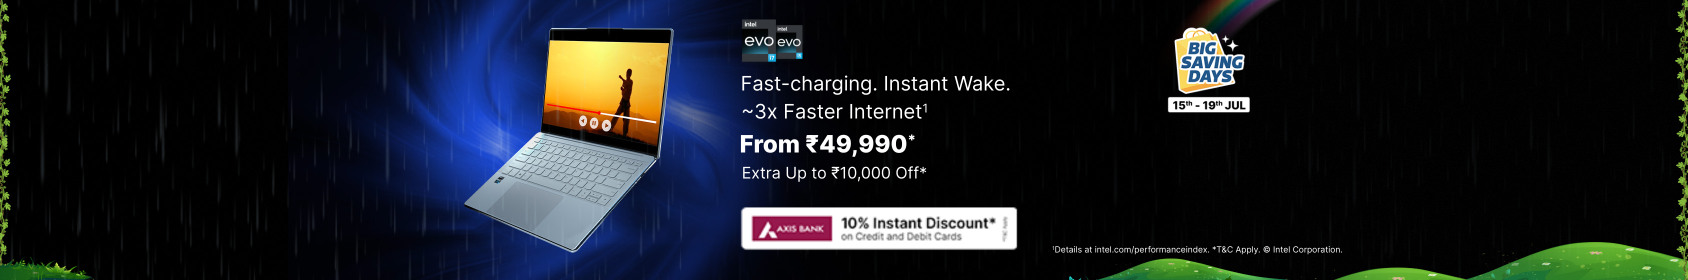 intel
evo
i7
intel
evo
i5
Fast-charging. Instant Wake.
~3x Faster Internet¹
From ₹49,990*
Extra Up to ₹10,000 Off*
AXIS BANK
10% Instant Discount*
on Credit and Debit Cards
BIG
SAVING
DAYS
15th - 19th JUL
¹Details at intel.com/performanceindex. *T&C Apply. © Intel Corporation.